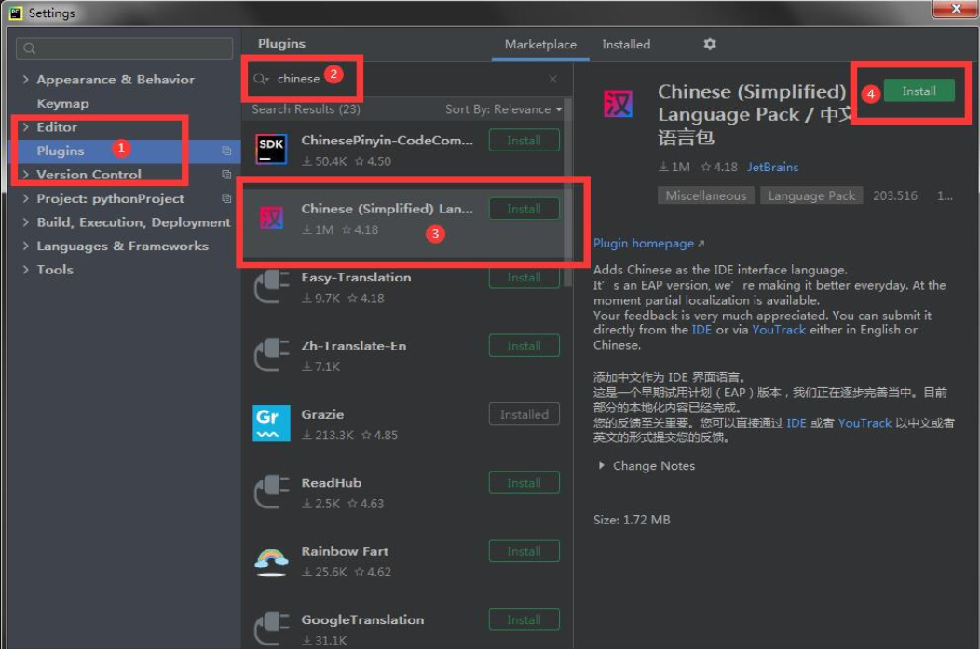 Settings
Appearance & Behavior
Keymap
Editor
Plugins 1
Version Control
Project: pythonProject
Build, Execution, Deployment
Languages & Frameworks
Tools
Plugins
Marketplace
Installed
chinese 2
Search Results (23)
Sort By: Relevance
SDK
ChinesePinyin-CodeCom...
Install
50.4K 4.50
汉
Chinese (Simplified) Lan...
Install
1M 4.18
3
Easy-Translation
Install
9.7K 4.18
Zh-Translate-En
Install
7.1K
Gr
Grazie
Installed
213.3K 4.85
ReadHub
Install
2.5K 4.63
Rainbow Fart
Install
25.6K 4.62
GoogleTranslation
Install
31.1K
汉
Chinese (Simplified)
Language Pack / 中文
语言包
4 Install
1M 4.18 JetBrains
Miscellaneous Language Pack 203.516 1...
Plugin homepage
Adds Chinese as the IDE interface language.
It's an EAP version, we're making it better everyday. At the
moment partial localization is available.
Your feedback is very much appreciated. You can submit it
directly from the IDE or via YouTrack either in English or
Chinese.
添加中文作为 IDE 界面语言。
这是一个早期试用计划（EAP）版本，我们正在逐步完善当中。目前
部分的本地化内容已经完成。
您的反馈至关重要。您可以直接通过 IDE 或者 YouTrack 以中文或者
英文的形式提交您的反馈。
Change Notes
Size: 1.72 MB